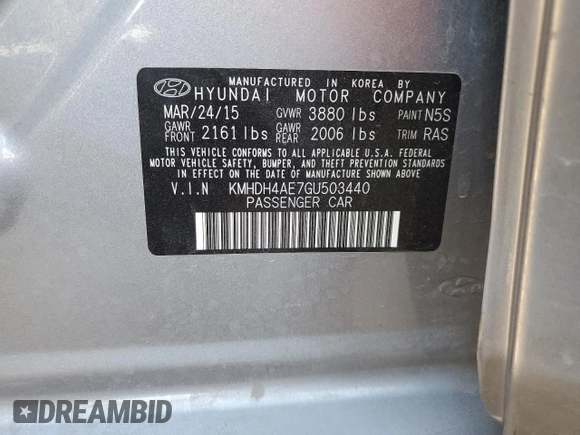 MANUFACTURED IN KOREA BY
HYUNDAI MOTOR COMPANY
MAR/24/15 GVWR 3880 lbs PAINT N5S
GAWR FRONT 2161 lbs GAWR REAR 2006 lbs TRIM RAS
THIS VEHICLE CONFORMS TO ALL APPLICABLE U.S.A. FEDERAL
MOTOR VEHICLE SAFETY, BUMPER, AND THEFT PREVENTION STANDARDS
IN EFFECT ON THE DATE OF MANUFACTURE SHOWN ABOVE.
V.I.N KMHDH4AE7GU503440
PASSENGER CAR
DREAMBID